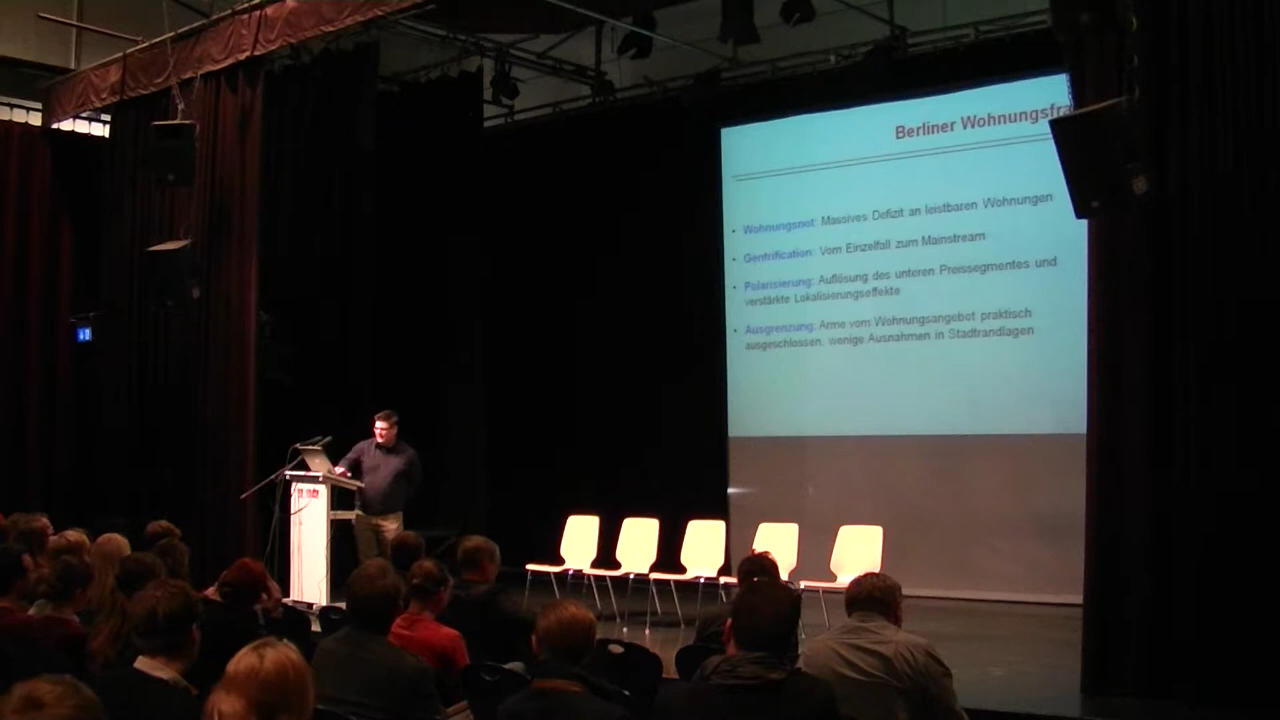 Berliner Wohnungsfra
• Wohnungsnot: Massives Defizit an leistbaren Wohnungen
• Gentrification: Vom Einzelfall zum Mainstream
• Polarisierung: Auflösung des unteren Preissegmentes und
verstärkte Lokalisierungseffekte
• Ausgrenzung: Arme vom Wohnungsangebot praktisch
ausgeschlossen, wenige Ausnahmen in Stadtrandlagen